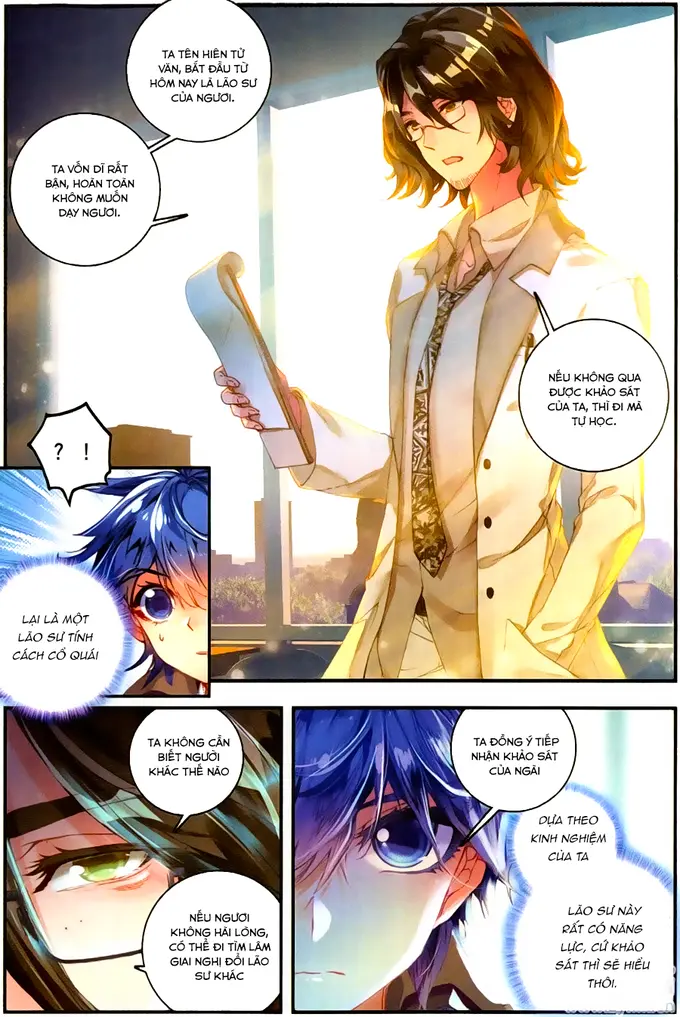 TA TÊN HIÊN TỬ
VĂN, BẮT ĐẦU TỪ
HÔM NAY LÀ LÃO SƯ
CỦA NGƯƠI.
TA VỐN DĨ RẤT
BẬN, HOÀN TOÀN
KHÔNG MUỐN
DẠY NGƯƠI.
NẾU KHÔNG QUA
ĐƯỢC KHẢO SÁT
CỦA TA, THÌ ĐI MÀ
TỰ HỌC.
? !
LẠI LÀ MỘT
LÃO SƯ TÍNH
CÁCH CỔ QUÁI
TA KHÔNG CẦN
BIẾT NGƯỜI
KHÁC THẾ NÀO
NẾU NGƯƠI
KHÔNG HÀI LÒNG,
CÓ THỂ ĐI TÌM LÂM
GIAI NGHỊ ĐỔI LÃO
SƯ KHÁC
TA ĐỒNG Ý TIẾP
NHẬN KHẢO SÁT
CỦA NGÀI
DỰA THEO
KINH NGHIỆM
CỦA TA
LÃO SƯ NÀY
RẤT CÓ NĂNG
LỰC, CỨ KHẢO
SÁT THÌ SẼ HIỂU
THÔI.